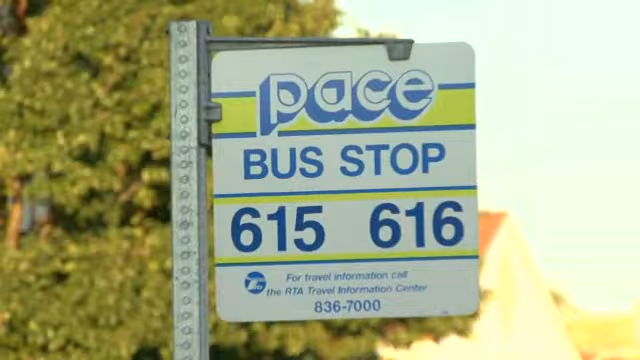 pace
BUS STOP
615 616
For travel information call
the RTA Travel Information Center
836-7000